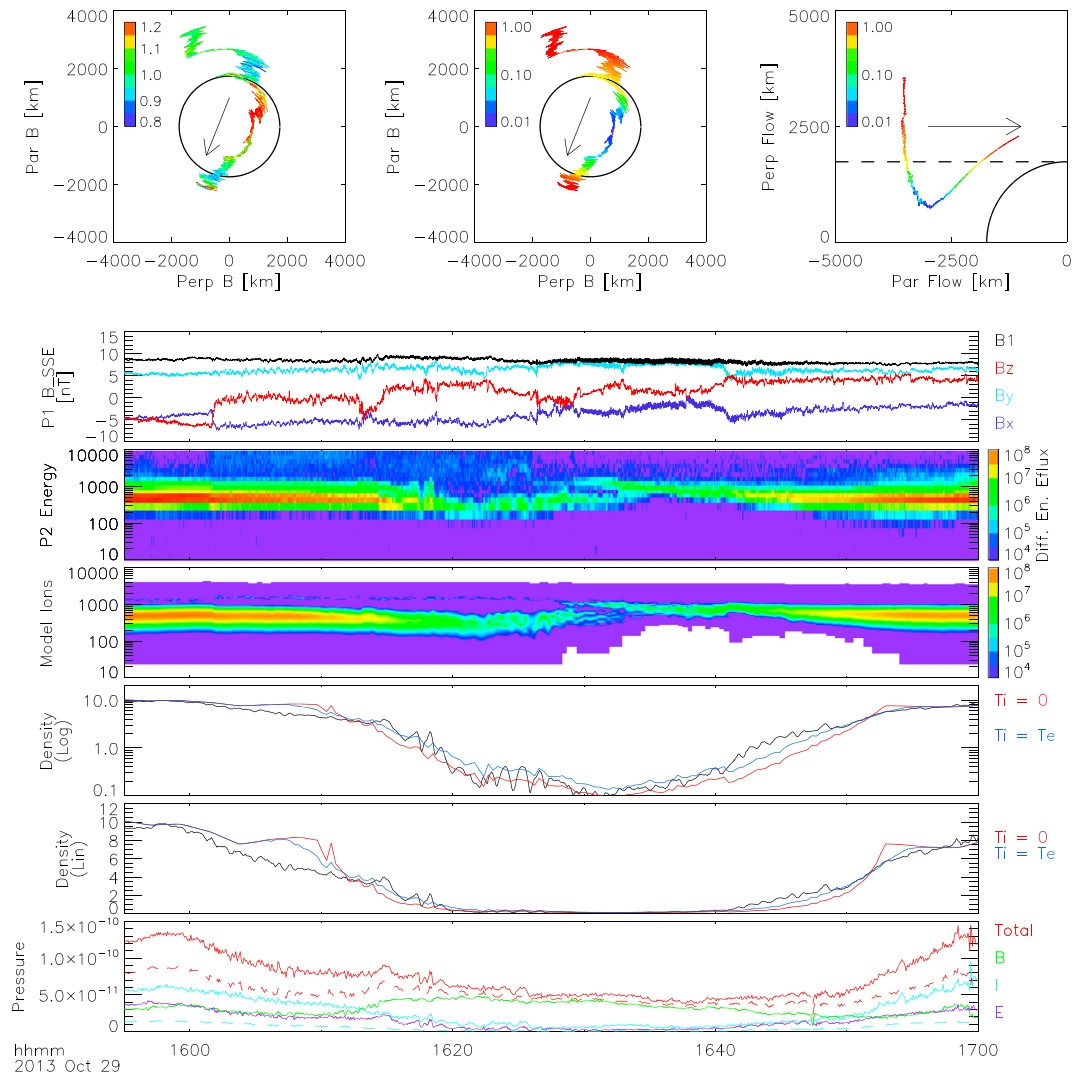 4000
2000
0
−2000
−4000
Par B [km]
1.2
1.1
1.0
0.9
0.8
−4000 −2000 0 2000 4000
Perp B [km]
4000
2000
0
−2000
−4000
Par B [km]
1.00
0.10
0.01
−4000 −2000 0 2000 4000
Perp B [km]
5000
2500
0
Perp Flow [km]
1.00
0.10
0.01
−5000 −2500 0
Par Flow [km]
P1 B_SSE
[nT]
15
10
5
0
−5
−10
B1
Bz
By
Bx
P2 Energy
10000
1000
100
10
10^8
10^7
10^6
10^5
10^4
Diff. En. Eflux
Model Ions
10000
1000
100
10
10^8
10^7
10^6
10^5
10^4
Density
(Log)
10.0
1.0
0.1
Ti = 0
Ti = Te
Density
(Lin)
12
10
8
6
4
2
0
Ti = 0
Ti = Te
Pressure
1.5×10^−10
1.0×10^−10
5.0×10^−11
0
Total
B
I
E
hhmm 1600 1620 1640 1700
2013 Oct 29